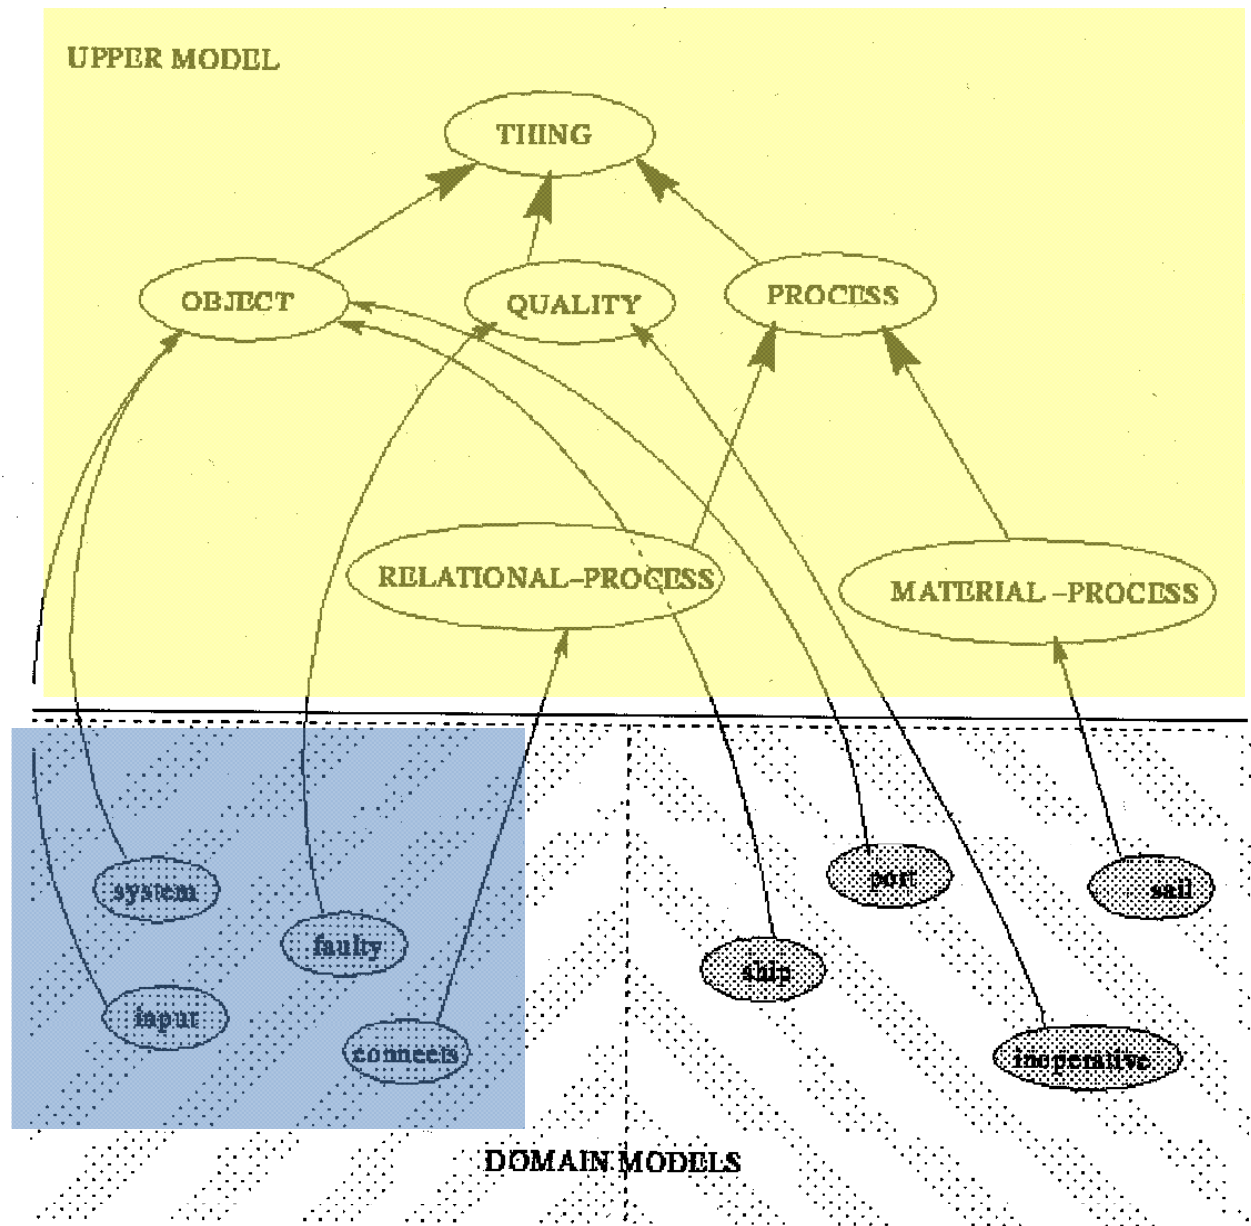 UPPER MODEL
THING
OBJECT
QUALITY
PROCESS
RELATIONAL-PROCESS
MATERIAL-PROCESS
system
faulty
input
connects
port
sail
ship
inoperative
DOMAIN MODELS